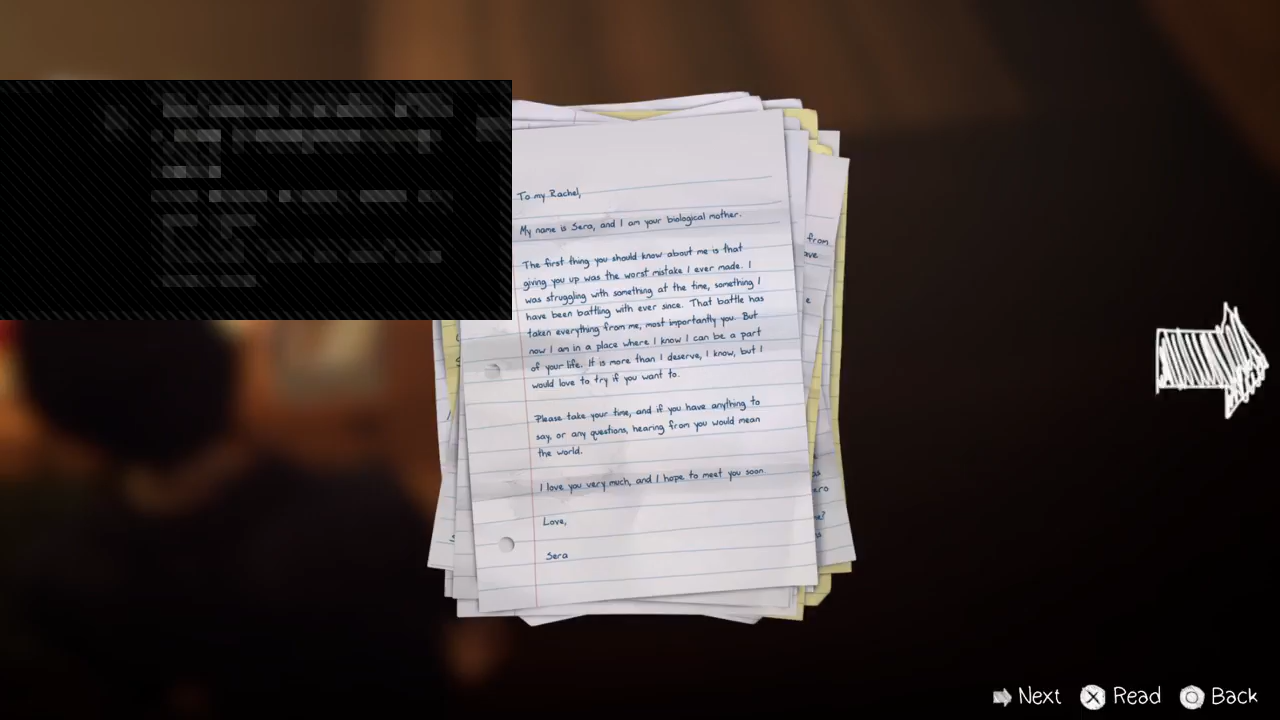 To my Rachel,
My name is Sera, and I am your biological mother.
The first thing you should know about me is that
giving you up was the worst mistake I ever made. I
was struggling with something at the time, something I
have been battling with ever since. That battle has
taken everything from me, most importantly you. But
now I am in a place where I know I can be a part
of your life. It is more than I deserve, I know, but I
would love to try if you want to.
Please take your time, and if you have anything to
say, or any questions, hearing from you would mean
the world.
I love you very much, and I hope to meet you soon.
Love,
Sera
from
Next Read Back